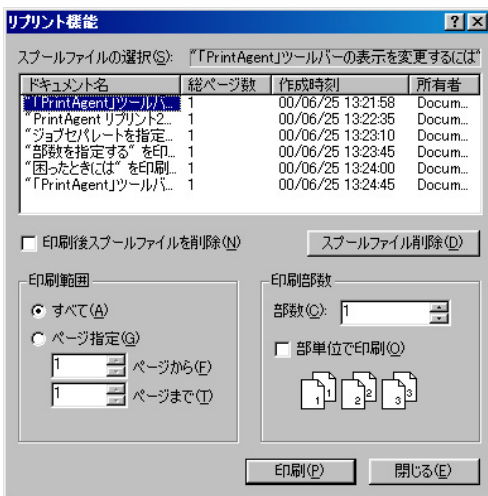 リプリント機能
スプールファイルの選択(S): "「PrintAgent」ツールバーの表示を変更するには"
ドキュメント名 総ページ数 作成時刻 所有者
"「PrintAgent」ツールバ... 1 00/06/25 13:21:58 Docum...
"PrintAgent リプリント2... 1 00/06/25 13:22:35 Docum...
"ジョブセパレートを指定... 1 00/06/25 13:23:10 Docum...
"部数を指定する" を印... 1 00/06/25 13:23:45 Docum...
"困ったときには" を印刷... 1 00/06/25 13:24:00 Docum...
"「PrintAgent」ツールバ... 1 00/06/25 13:24:45 Docum...
印刷後スプールファイルを削除(N) スプールファイル削除(D)
印刷範囲
すべて(A)
ページ指定(G)
1 ページから(F)
1 ページまで(T)
印刷部数
部数(C): 1
部単位で印刷(O)
1 1 2 2 3 3
印刷(P) 閉じる(E)